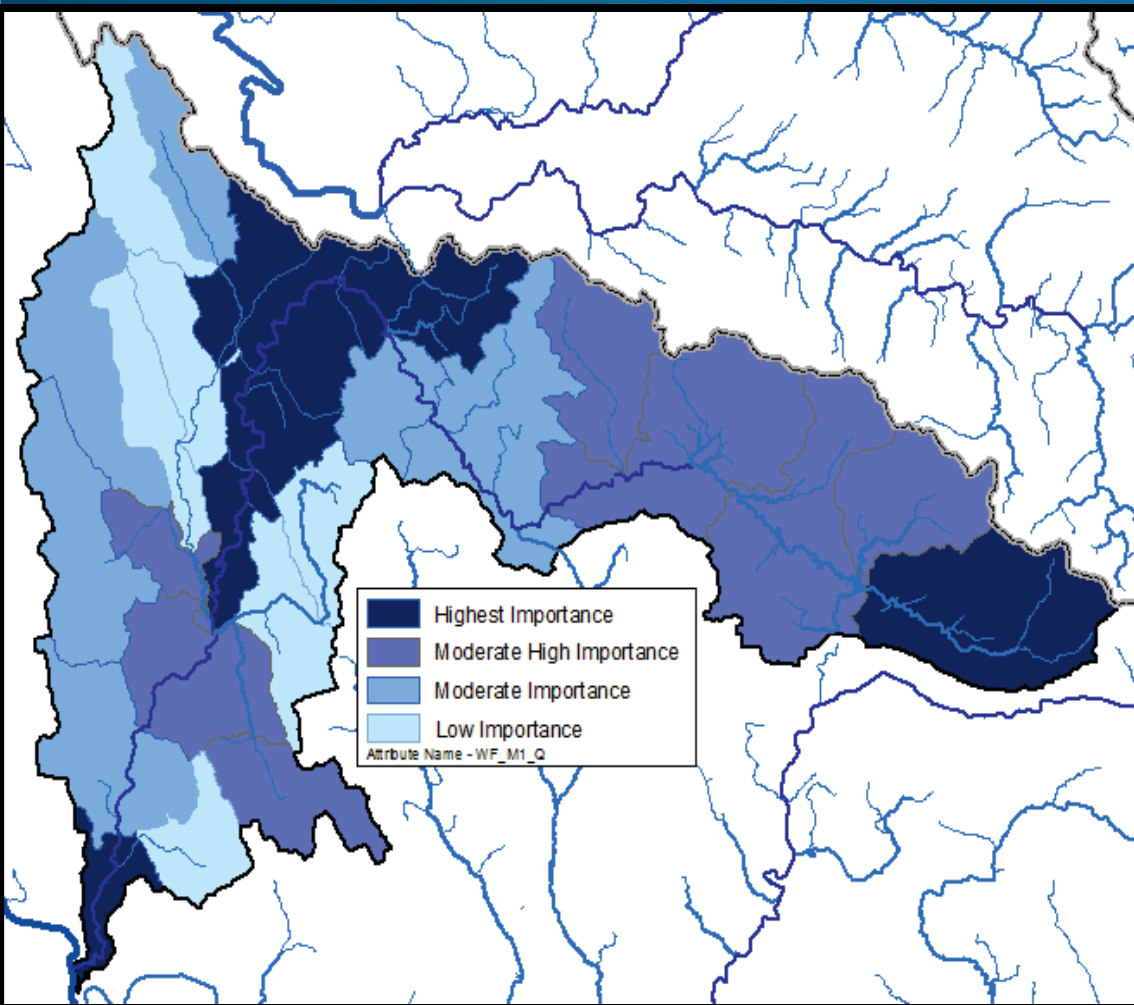 Highest Importance
Moderate High Importance
Moderate Importance
Low Importance
Attribute Name - WF_M1_Q